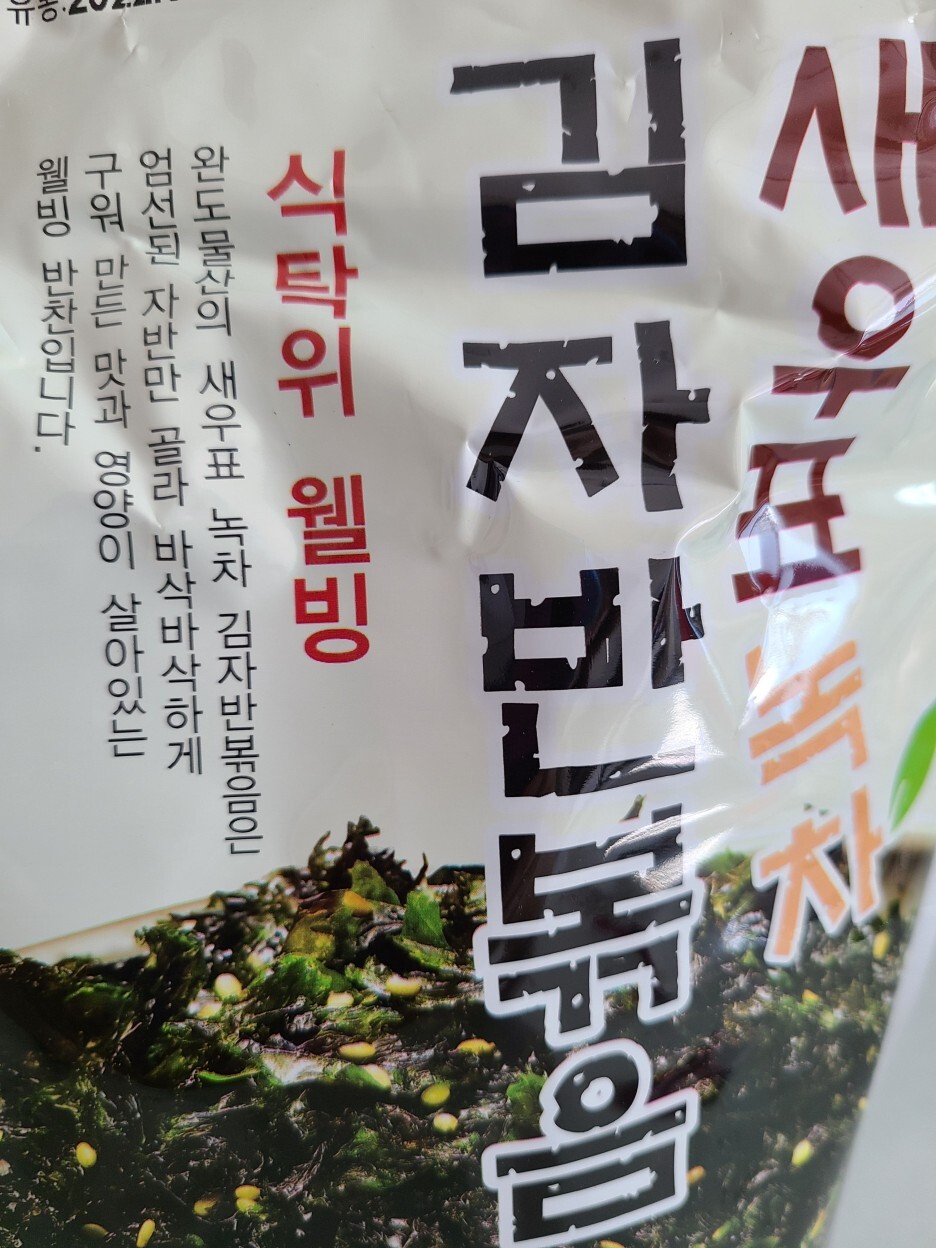 새우표녹차
김자반볶음
식탁위 웰빙
완도물산의 새우표 녹차 김자반볶음은
엄선된 자반만 골라 바삭바삭하게
구워 만든 맛과 영양이 살아있는
웰빙 반찬입니다.